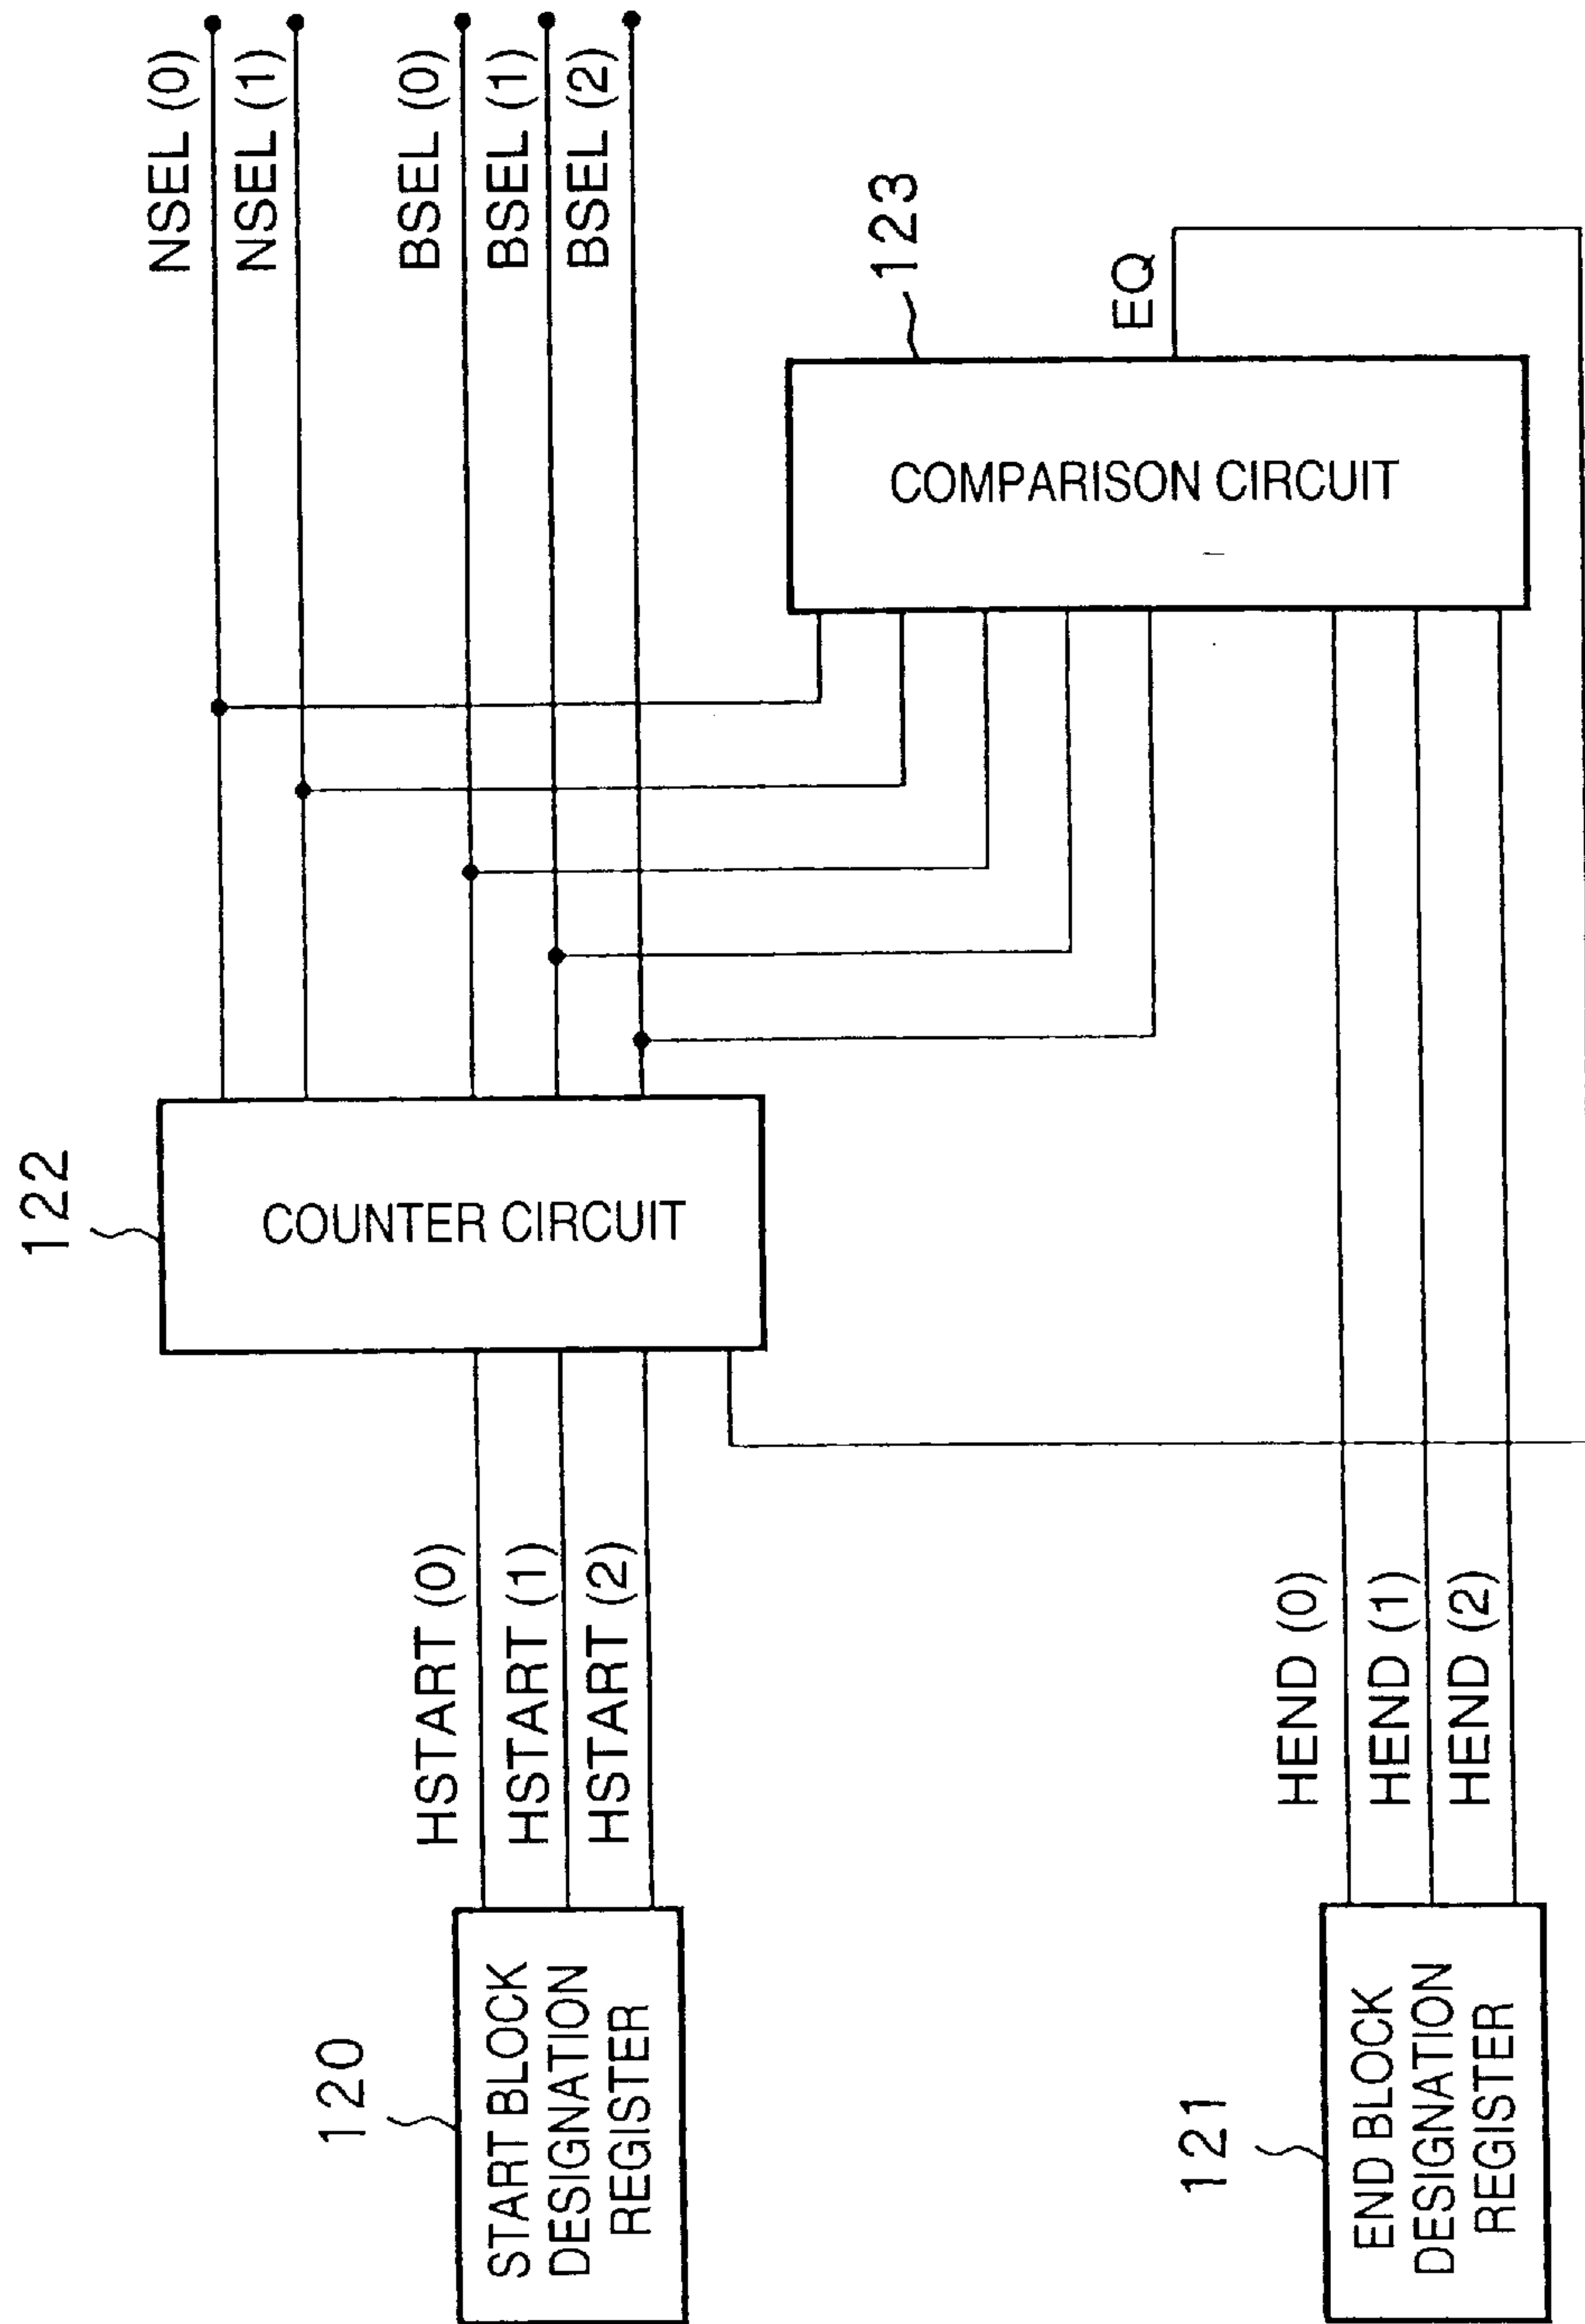 120
START BLOCK
DESIGNATION
REGISTER
HSTART (0)
HSTART (1)
HSTART (2)
122
COUNTER CIRCUIT
NSEL (0)
NSEL (1)
BSEL (0)
BSEL (1)
BSEL (2)
121
END BLOCK
DESIGNATION
REGISTER
HEND (0)
HEND (1)
HEND (2)
123
COMPARISON CIRCUIT
EQ